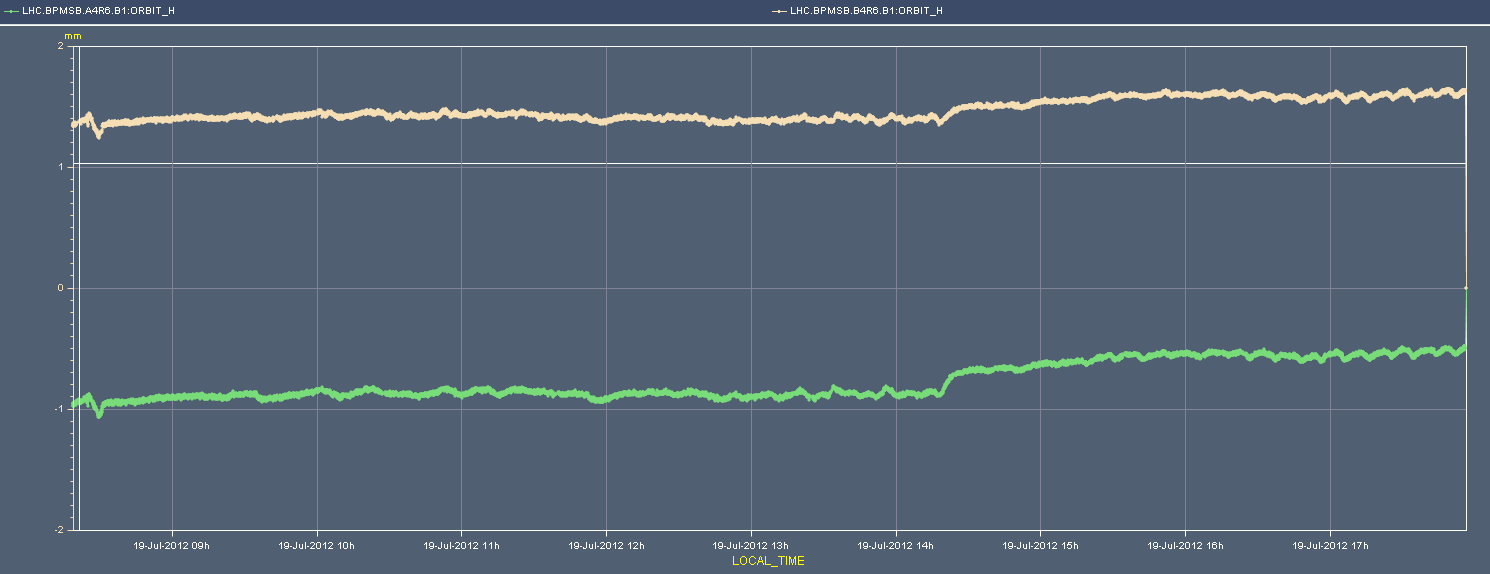 LHC.BPMSB.A4R6.B1:ORBIT_H LHC.BPMSB.B4R6.B1:ORBIT_H
mm
2
1
0
-1
-2
19-Jul-2012 09h 19-Jul-2012 10h 19-Jul-2012 11h 19-Jul-2012 12h 19-Jul-2012 13h 19-Jul-2012 14h 19-Jul-2012 15h 19-Jul-2012 16h 19-Jul-2012 17h
LOCAL_TIME